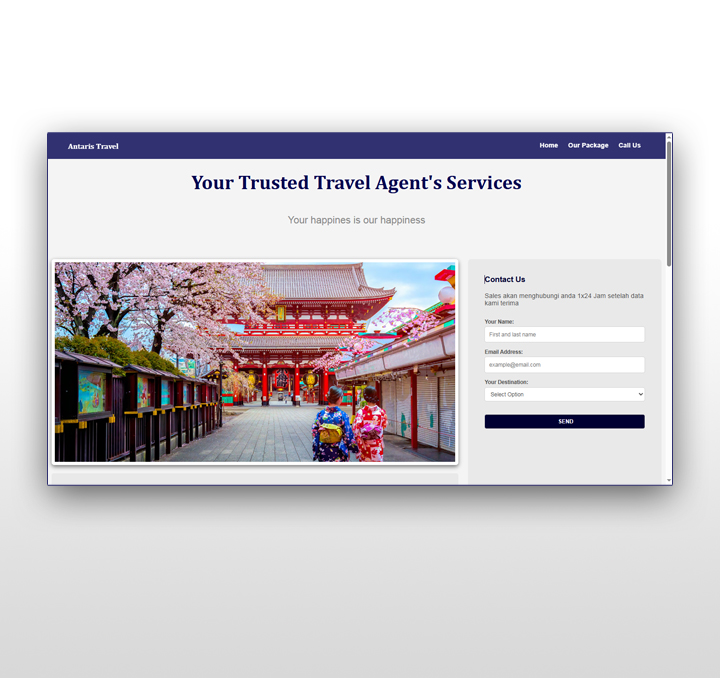 Antaris Travel
Home Our Package Call Us
Your Trusted Travel Agent's Services
Your happines is our happiness
Contact Us
Sales akan menghubungi anda 1x24 Jam setelah data
kami terima
Your Name:
First and last name
Email Address:
example@email.com
Your Destination:
Select Option
SEND